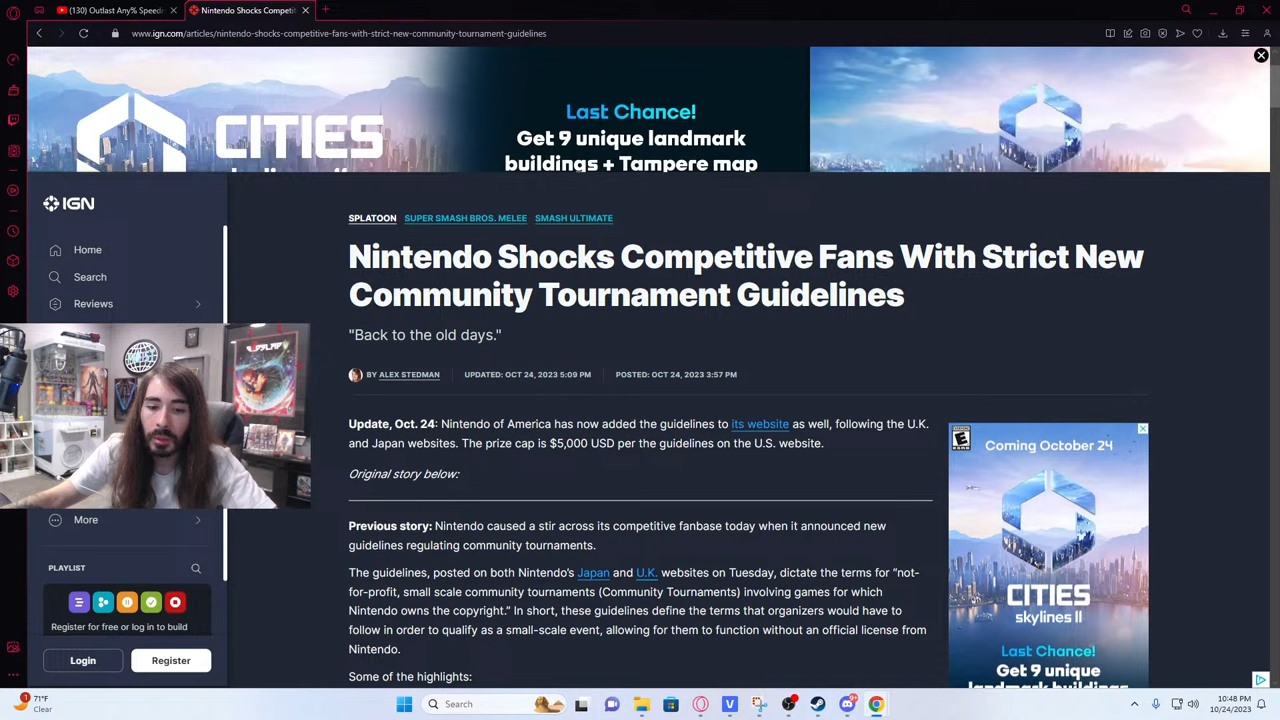 (130) Outlast Any% Speed
Nintendo Shocks Competiti
www.ign.com/articles/nintendo-shocks-competitive-fans-with-strict-new-community-tournament-guidelines
CITIES
Last Chance!
Get 9 unique landmark
buildings + Tampere map
IGN
Home
Search
Reviews
More
PLAYLIST
Register for free or log in to build
Login
Register
SPLATOON SUPER SMASH BROS. MELEE SMASH ULTIMATE
Nintendo Shocks Competitive Fans With Strict New
Community Tournament Guidelines
"Back to the old days."
BY ALEX STEDMAN UPDATED: OCT 24, 2023 5:09 PM POSTED: OCT 24, 2023 3:57 PM
Update, Oct. 24: Nintendo of America has now added the guidelines to its website as well, following the U.K.
and Japan websites. The prize cap is $5,000 USD per the guidelines on the U.S. website.
Original story below:
Previous story: Nintendo caused a stir across its competitive fanbase today when it announced new
guidelines regulating community tournaments.
The guidelines, posted on both Nintendo's Japan and U.K. websites on Tuesday, dictate the terms for “not-
for-profit, small scale community tournaments (Community Tournaments) involving games for which
Nintendo owns the copyright.” In short, these guidelines define the terms that organizers would have to
follow in order to qualify as a small-scale event, allowing for them to function without an official license from
Nintendo.
Some of the highlights:
E
Coming October 24
CITIES
skylines II
Last Chance!
Get 9 unique
landmark buildings
71°F
Clear
Search
10:48 PM
10/24/2023